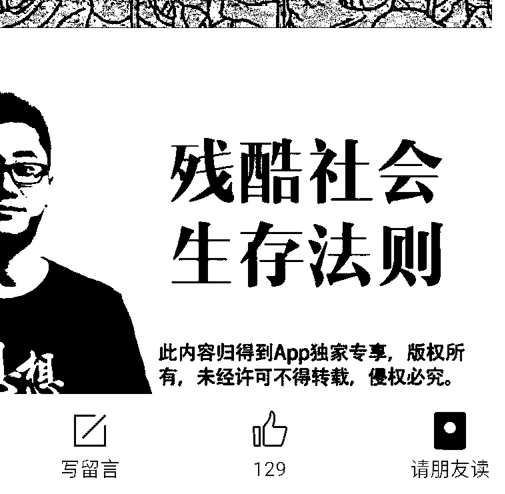 残酷社会
生存法则
想
此内容归得到App独家专享，版权所
有，未经许可不得转载，侵权必究。
写留言
129
请朋友读